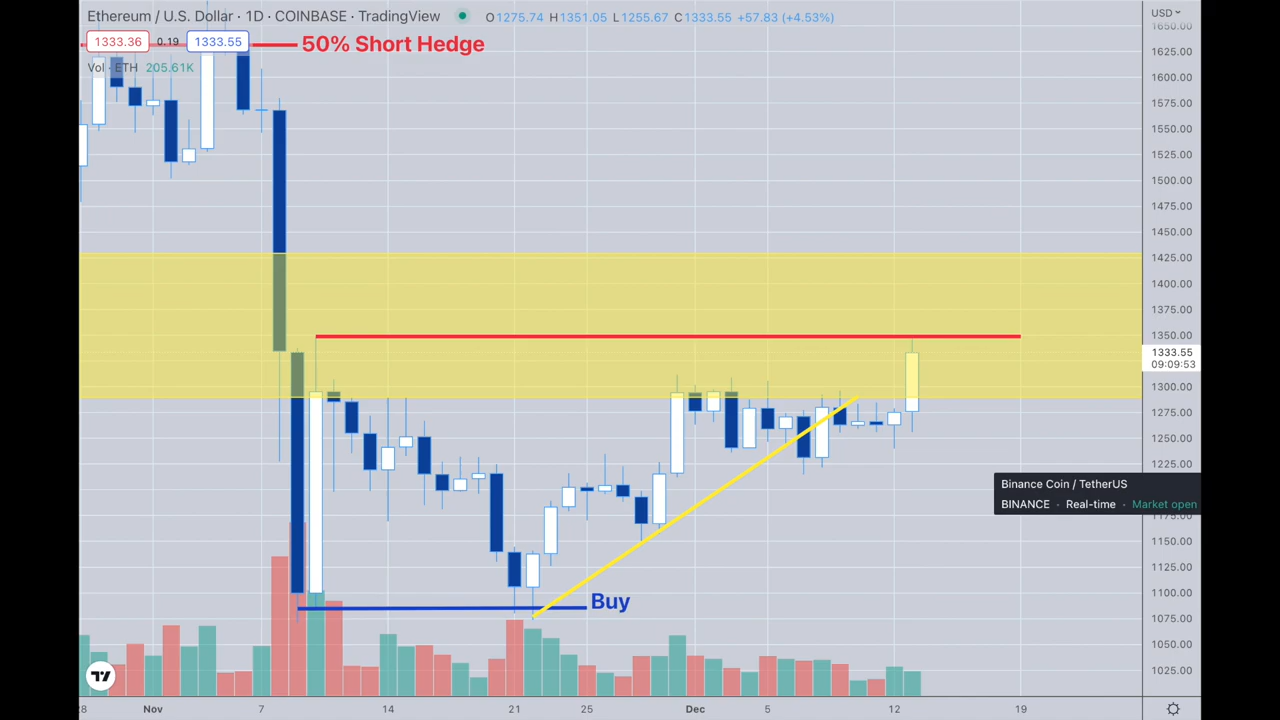 Ethereum / U.S. Dollar · 1D · COINBASE · TradingView O1275.74 H1351.05 L1255.67 C1333.55 +57.83 (+4.53%)
USD
1333.36 0.19 1333.55
50% Short Hedge
Vol · ETH 205.61K
1650.00
1625.00
1600.00
1575.00
1550.00
1525.00
1500.00
1475.00
1450.00
1425.00
1400.00
1375.00
1350.00
1333.55
09:09:53
1300.00
1275.00
1250.00
1225.00
Binance Coin / TetherUS
BINANCE · Real-time · Market open
1175.00
1150.00
1125.00
1100.00
Buy
1075.00
1050.00
1025.00
28 Nov 7 14 21 25 Dec 5 12 19